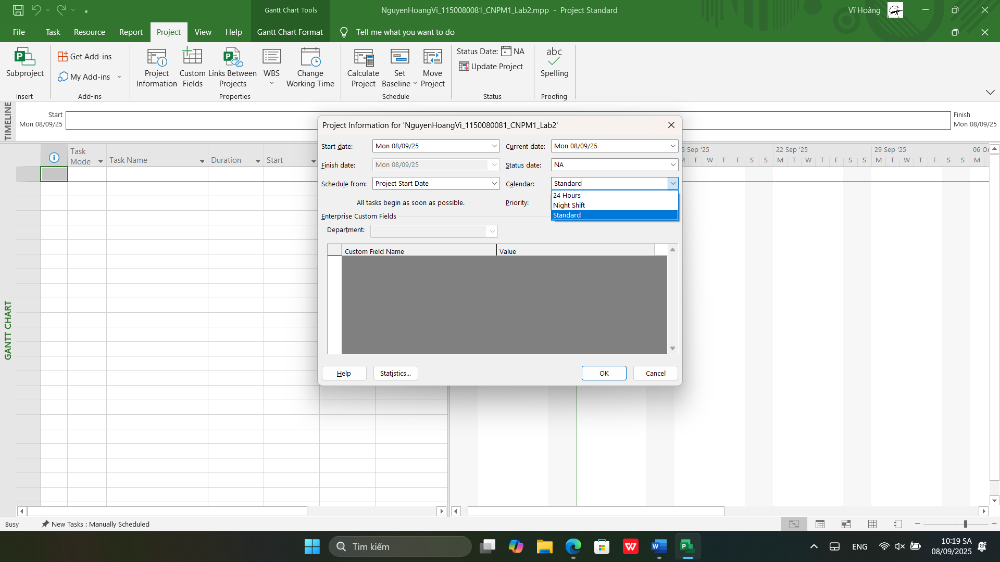 Gantt Chart Tools
NguyenHoangVi_1150080081_CNPM1_Lab2.mpp - Project Standard
Vĩ Hoàng
File Task Resource Report Project View Help Gantt Chart Format Tell me what you want to do
Subproject
Insert
Get Add-ins
My Add-ins
Add-ins
Project Information
Custom Fields
Links Between Projects
WBS
Change Working Time
Properties
Calculate Project
Set Baseline
Move Project
Schedule
Status Date: NA
Update Project
Status
abc
Spelling
Proofing
TIMELINE
Start
Mon 08/09/25
Finish
Mon 08/09/25
GANTT CHART
Task Mode
Task Name
Duration
Start
Sep '25
22 Sep '25
29 Sep '25
T W T F S S M T W T F S S M T W T F S S M
Project Information for 'NguyenHoangVi_1150080081_CNPM1_Lab2'
Start date: Mon 08/09/25
Current date: Mon 08/09/25
Finish date: Mon 08/09/25
Status date: NA
Schedule from: Project Start Date
Calendar: Standard
24 Hours
Night Shift
Standard
All tasks begin as soon as possible.
Priority:
Enterprise Custom Fields
Department:
Custom Field Name
Value
Help
Statistics...
OK
Cancel
Busy
New Tasks : Manually Scheduled
Tìm kiếm
ENG
10:19 SA
08/09/2025